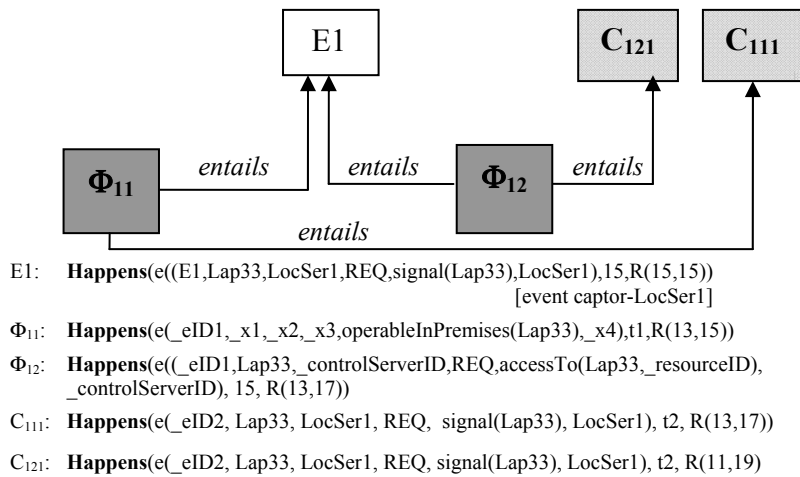 E1
C121
C111
Φ11
entails
entails
Φ12
entails
entails
E1: Happens(e((E1,Lap33,LocSer1,REQ,signal(Lap33),LocSer1),15,R(15,15))
[event captor-LocSer1]
Φ11: Happens(e(_eID1,_x1,_x2,_x3,operableInPremises(Lap33),_x4),t1,R(13,15))
Φ12: Happens(e((_eID1,Lap33,_controlServerID,REQ,accessTo(Lap33,_resourceID),
_controlServerID), 15, R(13,17))
C111: Happens(e(_eID2, Lap33, LocSer1, REQ, signal(Lap33), LocSer1), t2, R(13,17))
C121: Happens(e(_eID2, Lap33, LocSer1, REQ, signal(Lap33), LocSer1), t2, R(11,19)